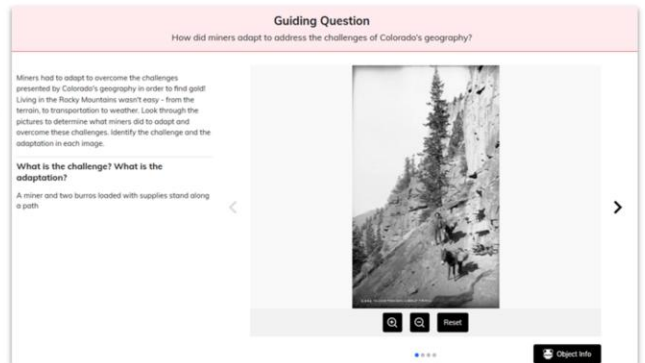 Guiding Question
How did miners adapt to address the challenges of Colorado's geography?
Miners had to adapt to overcome the challenges
presented by Colorado's geography in order to find gold!
Living in the Rocky Mountains wasn't easy - from the
terrain, to transportation to weather. Look through the
pictures to determine what miners did to adapt and
overcome these challenges. Identify the challenge and the
adaptation in each image.
What is the challenge? What is the
adaptation?
A miner and two burros loaded with supplies stand along
a path
Reset
Object Info